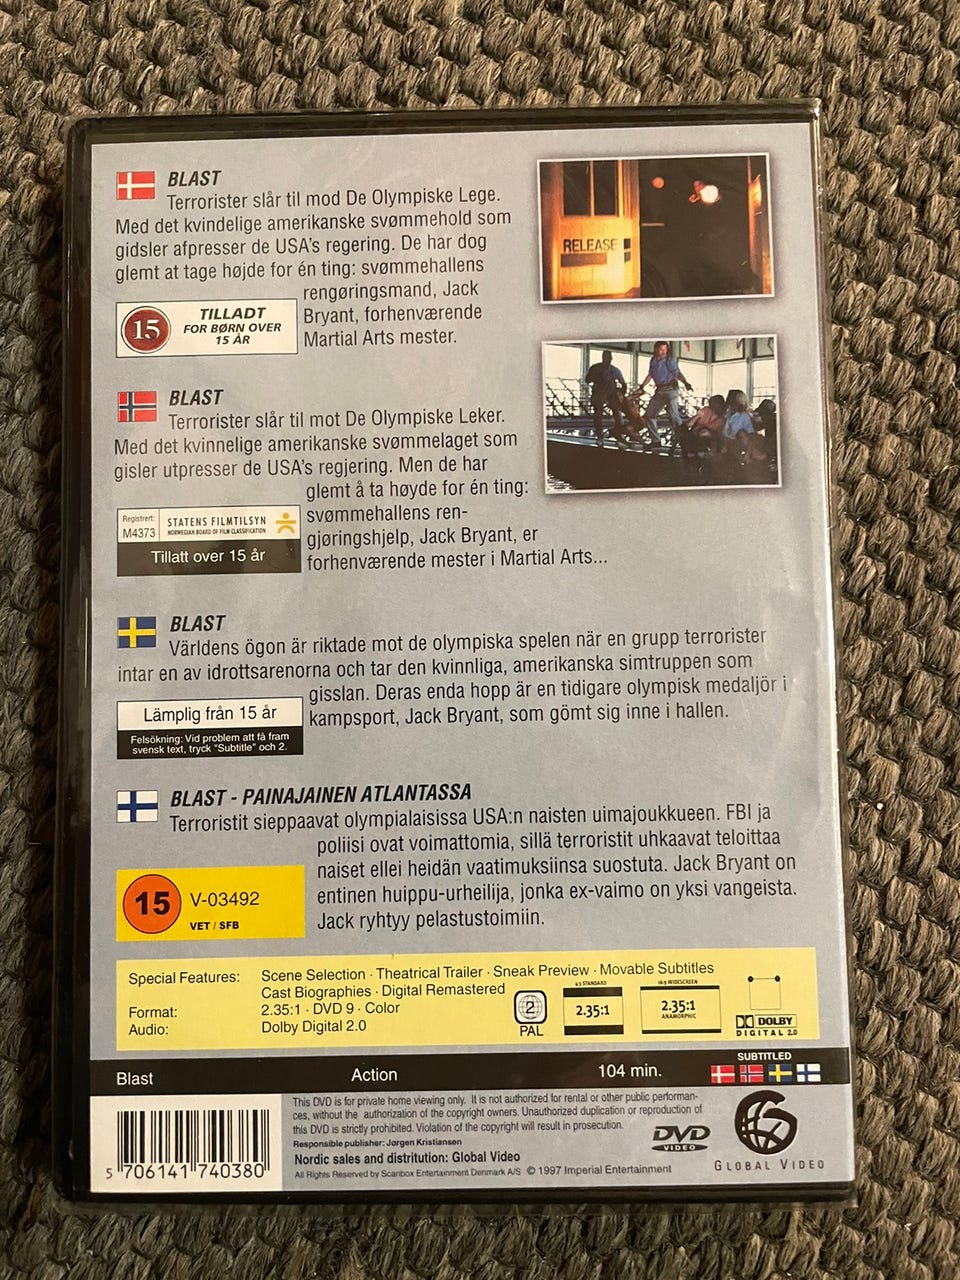 BLAST
Terrorister slår til mod De Olympiske Lege.
Med det kvindelige amerikanske svømmehold som
gidsler afpresser de USA's regering. De har dog
glemt at tage højde for én ting: svømmehallens
rengøringsmand, Jack
Bryant, forhenværende
Martial Arts mester.
15
TILLADT
FOR BØRN OVER
15 ÅR
RELEASE
BLAST
Terrorister slår til mot De Olympiske Leker.
Med det kvinnelige amerikanske svømmelaget som
gisler utpresser de USA's regjering. Men de har
glemt å ta høyde for én ting:
svømmehallens ren-
gjøringshjelp, Jack Bryant, er
forhenværende mester i Martial Arts...
Registrert:
M4373
STATENS FILMTILSYN
NORWEGIAN BOARD OF FILM CLASSIFICATION
Tillatt over 15 år
BLAST
Världens ögon är riktade mot de olympiska spelen när en grupp terrorister
intar en av idrottsarenorna och tar den kvinnliga, amerikanska simtruppen som
gisslan. Deras enda hopp är en tidigare olympisk medaljör i
kampsport, Jack Bryant, som gömt sig inne i hallen.
Lämplig från 15 år
Felsökning: Vid problem att få fram
svensk text, tryck "Subtitle" och 2.
BLAST - PAINAJAINEN ATLANTASSA
Terroristit sieppaavat olympialaisissa USA:n naisten uimajoukkueen. FBI ja
poliisi ovat voimattomia, sillä terroristit uhkaavat teloittaa
naiset ellei heidän vaatimuksiinsa suostuta. Jack Bryant on
entinen huippu-urheilija, jonka ex-vaimo on yksi vangeista.
Jack ryhtyy pelastustoimiin.
15
V-03492
VET / SFB
Special Features: Scene Selection · Theatrical Trailer · Sneak Preview · Movable Subtitles
Cast Biographies · Digital Remastered
Format: 2.35:1 · DVD 9 · Color
Audio: Dolby Digital 2.0
2
PAL
4:3 STANDARD
2.35:1
16:9 WIDESCREEN
2.35:1
ANAMORPHIC
DOLBY
DIGITAL 2.0
Blast Action 104 min.
SUBTITLED
This DVD is for private home viewing only. It is not authorized for rental or other public performan-
ces, without the authorization of the copyright owners. Unauthorized duplication or reproduction of
this DVD is strictly prohibited. Violation of the copyright will result in prosecution.
Responsible publisher: Jørgen Kristiansen
Nordic sales and distritution: Global Video
All Rights Reserved by Scanbox Entertainment Denmark A/S © 1997 Imperial Entertainment
DVD
VIDEO
GLOBAL VIDEO
5 706141 740380